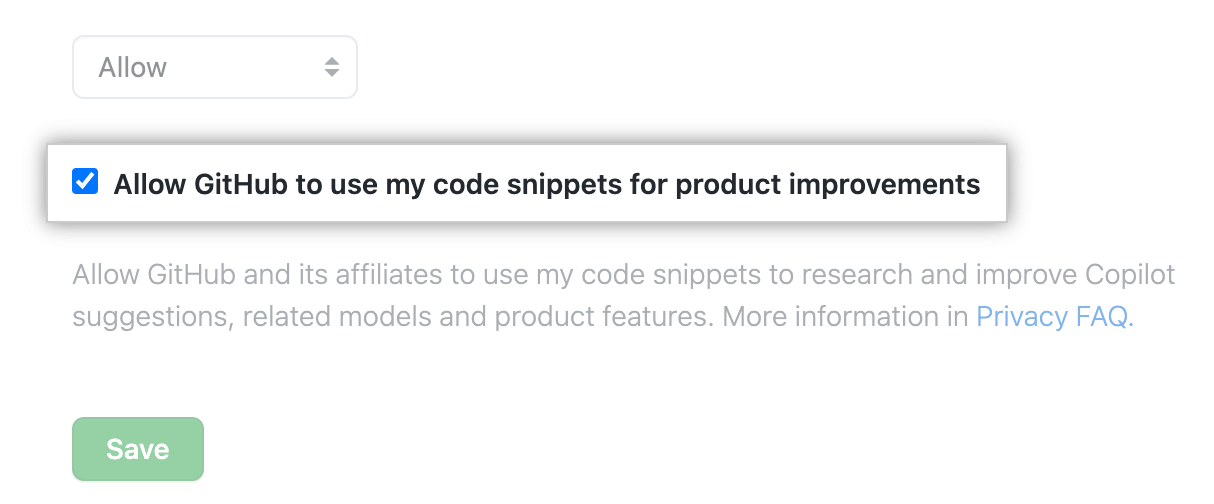 Allow
Allow GitHub to use my code snippets for product improvements
Allow GitHub and its affiliates to use my code snippets to research and improve Copilot
suggestions, related models and product features. More information in Privacy FAQ.
Save